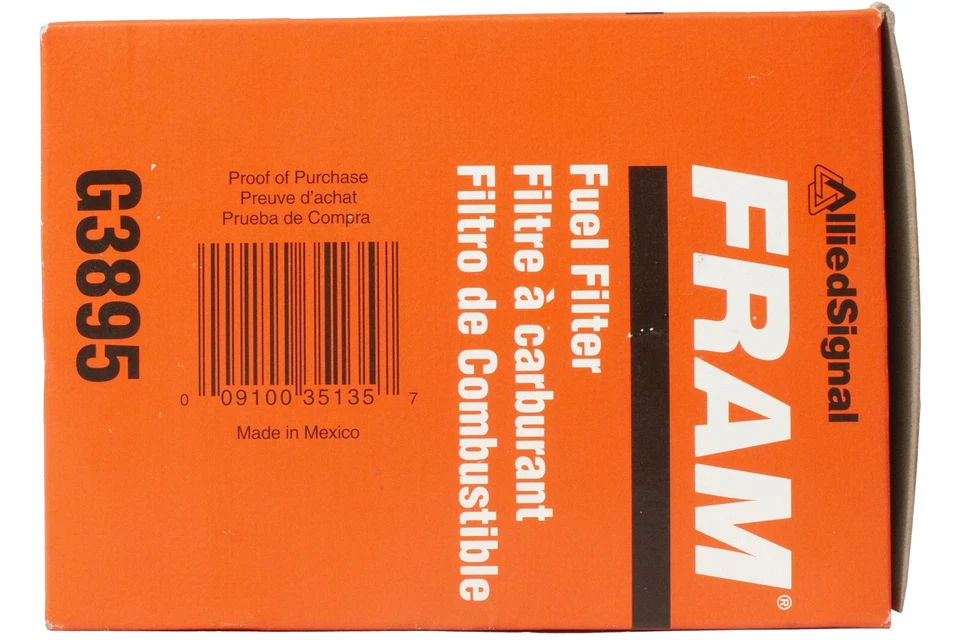 AlliedSignal
FRAM®
Fuel Filter
Filtre à carburant
Filtro de Combustible
Proof of Purchase
Preuve d'achat
Prueba de Compra
0 09100 35135 7
Made in Mexico
G3895